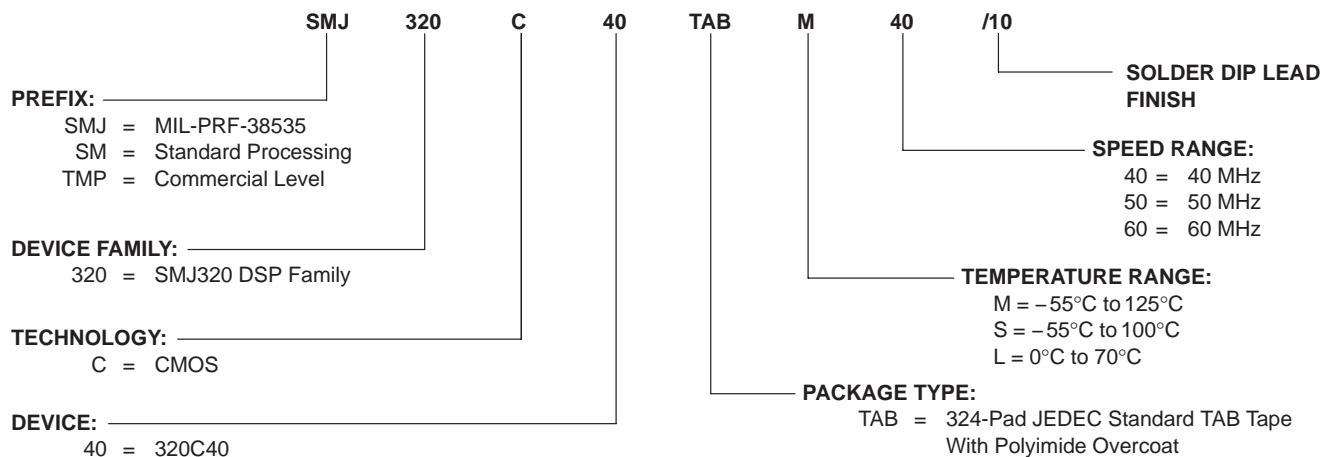 SMJ 320 C 40 TAB M 40 /10
SOLDER DIP LEAD
FINISH
PREFIX:
SMJ = MIL-PRF-38535
SM = Standard Processing
TMP = Commercial Level
SPEED RANGE:
40 = 40 MHz
50 = 50 MHz
60 = 60 MHz
DEVICE FAMILY:
320 = SMJ320 DSP Family
TEMPERATURE RANGE:
M = –55°C to 125°C
S = –55°C to 100°C
L = 0°C to 70°C
TECHNOLOGY:
C = CMOS
PACKAGE TYPE:
TAB = 324-Pad JEDEC Standard TAB Tape
With Polyimide Overcoat
DEVICE:
40 = 320C40